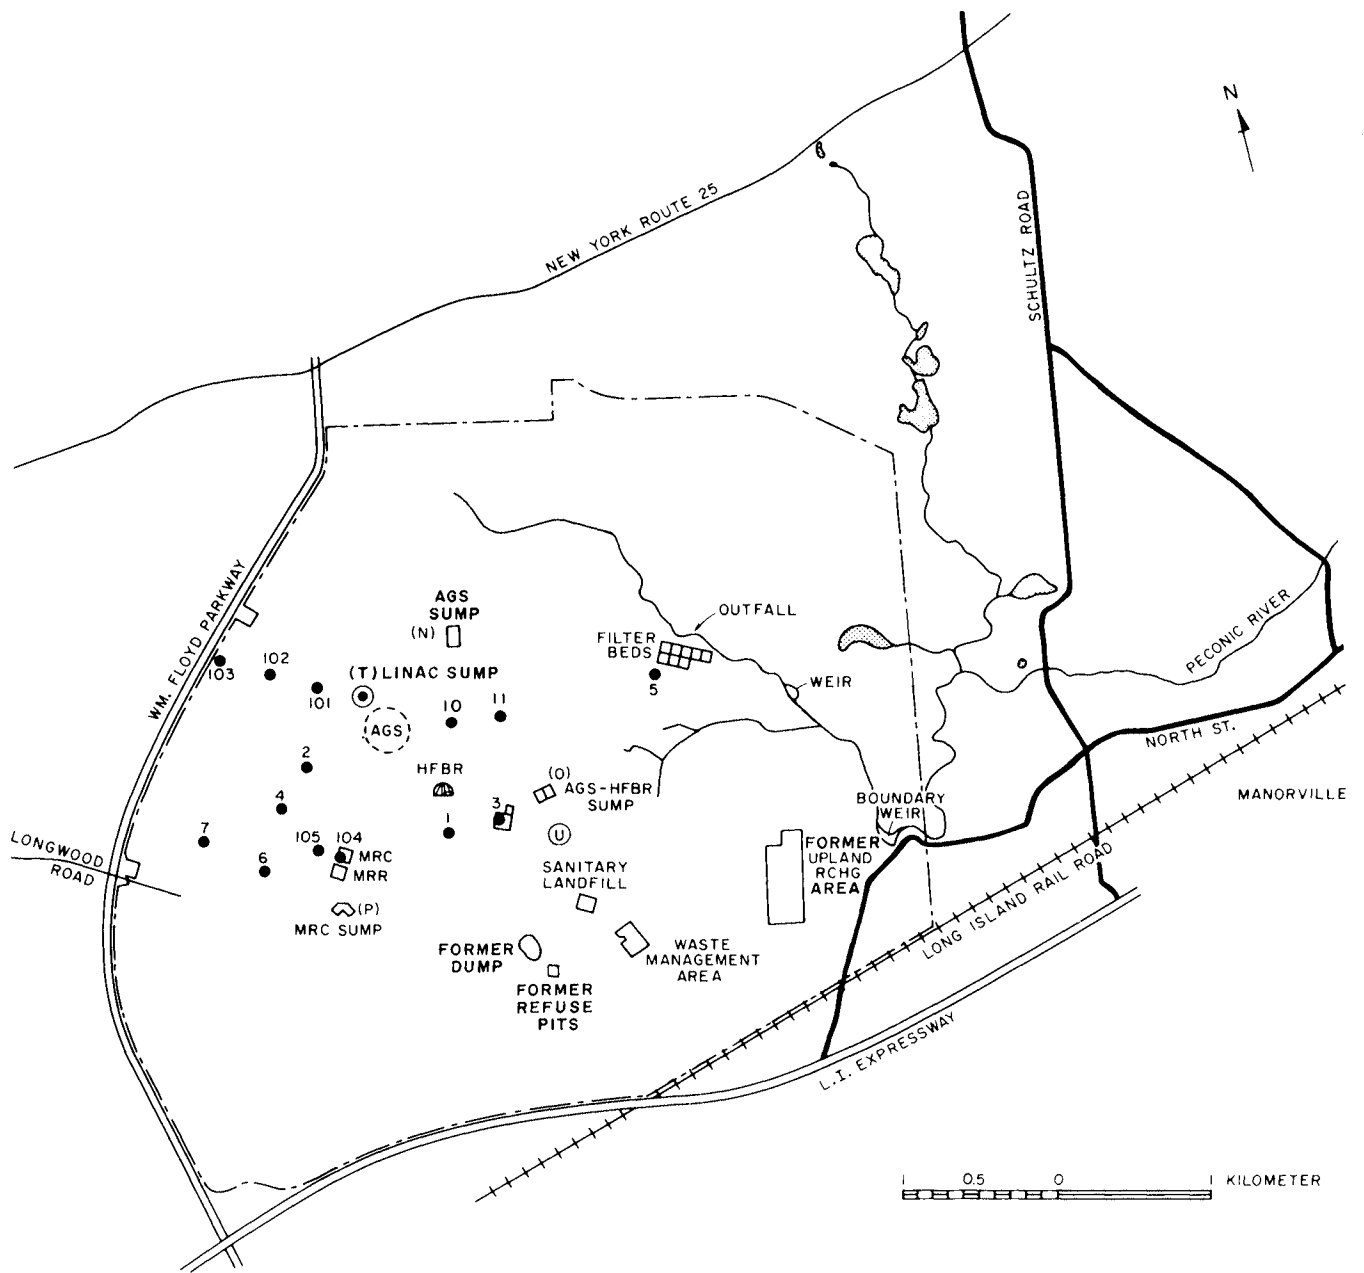 N
NEW YORK ROUTE 25
SCHULTZ ROAD
WM. FLOYD PARKWAY
AGS
SUMP
(N)
OUTFALL
FILTER
BEDS
PECONIC RIVER
103
102
101
(T) LINAC SUMP
5
WEIR
10
11
AGS
NORTH ST.
2
HFBR
(O)
AGS-HFBR
SUMP
BOUNDARY
WEIR
MANORVILLE
4
3
1
U
7
LONGWOOD
ROAD
105
104
MRC
MRR
6
SANITARY
LANDFILL
FORMER
UPLAND
RCHG
AREA
(P)
MRC SUMP
LONG ISLAND RAIL ROAD
FORMER
DUMP
WASTE
MANAGEMENT
AREA
FORMER
REFUSE
PITS
L.I. EXPRESSWAY
0.5
0
1
KILOMETER